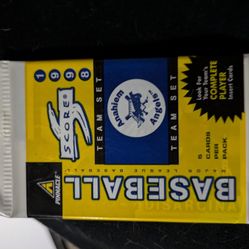 1998
SCORE
TEAM SET
Anaheim
Angels
TEAM SET
Look For
Your Team's
COMPLETE
PLAYER
Insert Cards
6 CARDS PER PACK
MAJOR LEAGUE BASEBALL
BASEBALL
PINNACLE